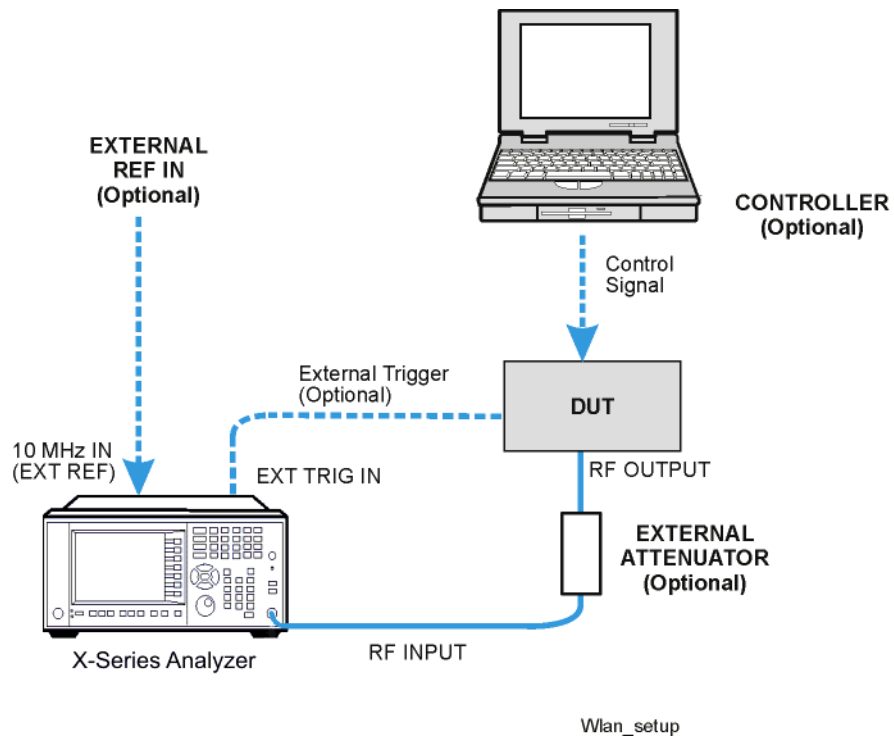 EXTERNAL
REF IN
(Optional)
CONTROLLER
(Optional)
Control
Signal
External Trigger
(Optional)
DUT
10 MHz IN
(EXT REF)
EXT TRIG IN
RF OUTPUT
EXTERNAL
ATTENUATOR
(Optional)
RF INPUT
X-Series Analyzer
Wlan_setup